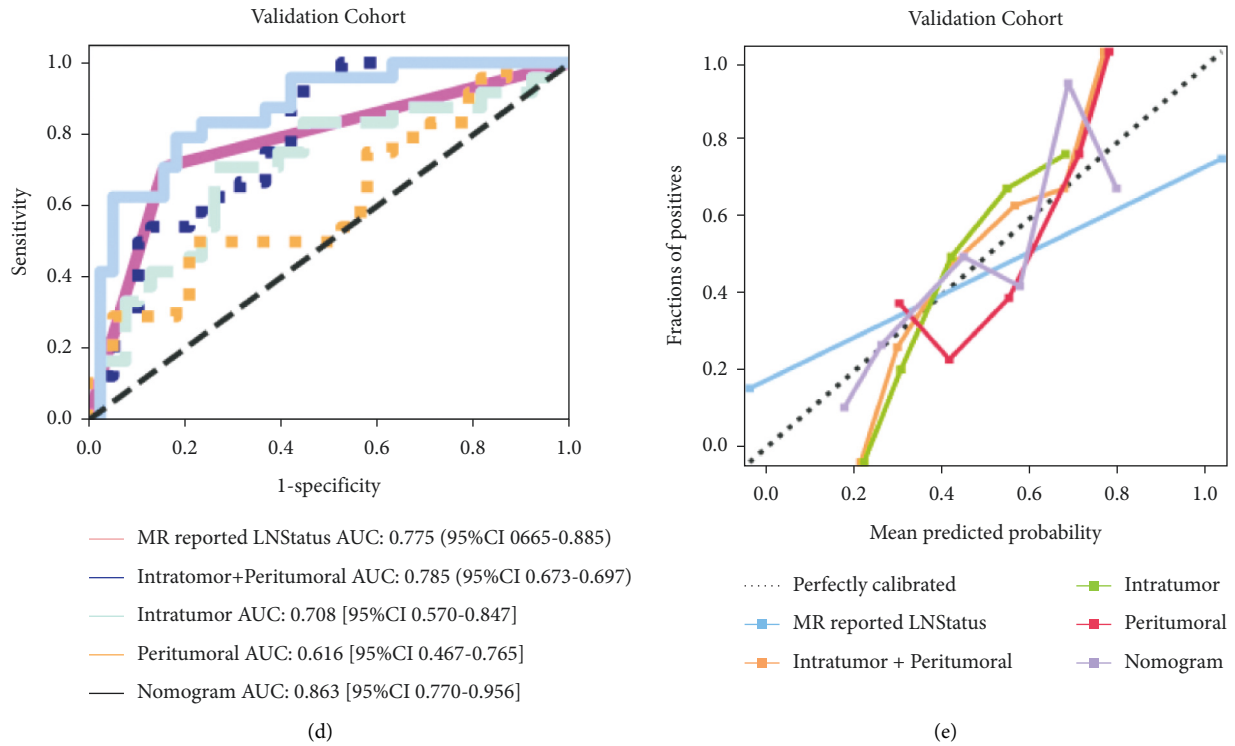 Validation Cohort
1.0
0.8
0.6
0.4
0.2
0.0
Sensitivity
0.0 0.2 0.4 0.6 0.8 1.0
1-specificity
MR reported LNStatus AUC: 0.775 (95%CI 0665-0.885)
Intratomor+Peritumoral AUC: 0.785 (95%CI 0.673-0.697)
Intratumor AUC: 0.708 [95%CI 0.570-0.847]
Peritumoral AUC: 0.616 [95%CI 0.467-0.765]
Nomogram AUC: 0.863 [95%CI 0.770-0.956]
(d)
Validation Cohort
1.0
0.8
0.6
0.4
0.2
0.0
Fractions of positives
0.0 0.2 0.4 0.6 0.8 1.0
Mean predicted probability
Perfectly calibrated
MR reported LNStatus
Intratumor + Peritumoral
Intratumor
Peritumoral
Nomogram
(e)